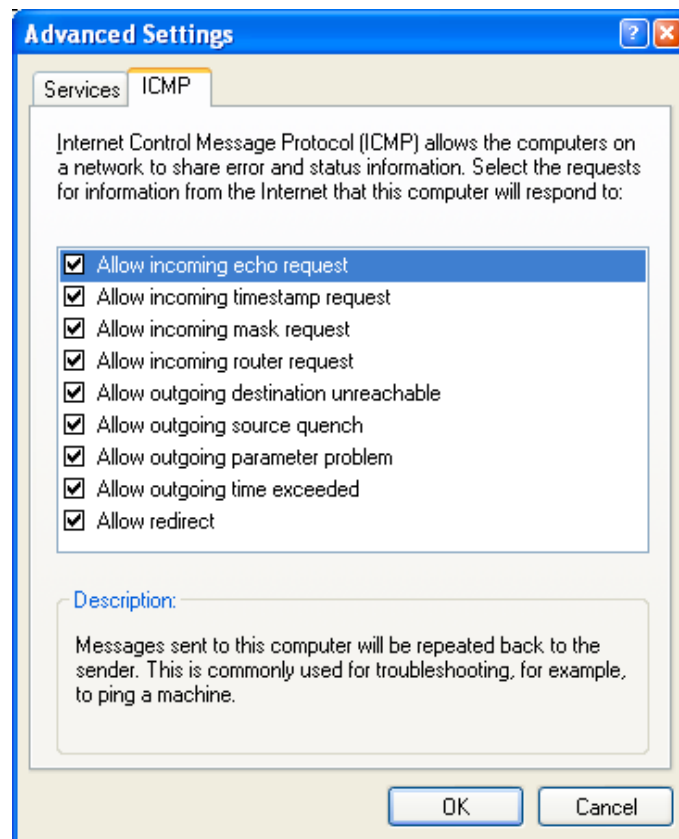 Advanced Settings
Services
ICMP
Internet Control Message Protocol (ICMP) allows the computers on
a network to share error and status information. Select the requests
for information from the Internet that this computer will respond to:
Allow incoming echo request
Allow incoming timestamp request
Allow incoming mask request
Allow incoming router request
Allow outgoing destination unreachable
Allow outgoing source quench
Allow outgoing parameter problem
Allow outgoing time exceeded
Allow redirect
Description:
Messages sent to this computer will be repeated back to the
sender. This is commonly used for troubleshooting, for example,
to ping a machine.
OK
Cancel